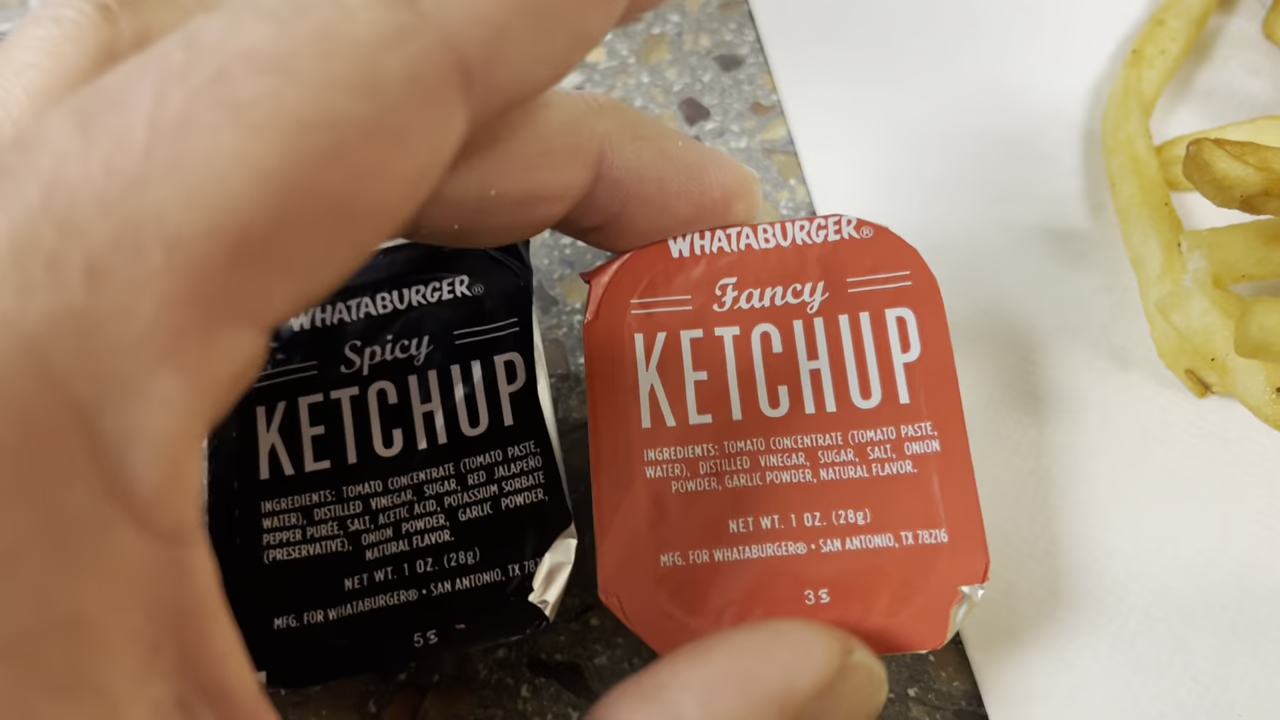 WHATABURGER®
Spicy
KETCHUP
INGREDIENTS: TOMATO CONCENTRATE (TOMATO PASTE,
WATER), DISTILLED VINEGAR, SUGAR, RED JALAPEÑO
PEPPER PURÉE, SALT, ACETIC ACID, POTASSIUM SORBATE
(PRESERVATIVE), ONION POWDER, GARLIC POWDER,
NATURAL FLAVOR.
NET WT. 1 OZ. (28g)
MFG. FOR WHATABURGER® • SAN ANTONIO, TX
WHATABURGER®
Fancy
KETCHUP
INGREDIENTS: TOMATO CONCENTRATE (TOMATO PASTE,
WATER), DISTILLED VINEGAR, SUGAR, SALT, ONION
POWDER, GARLIC POWDER, NATURAL FLAVOR.
NET WT. 1 OZ. (28g)
MFG. FOR WHATABURGER® • SAN ANTONIO, TX 78216